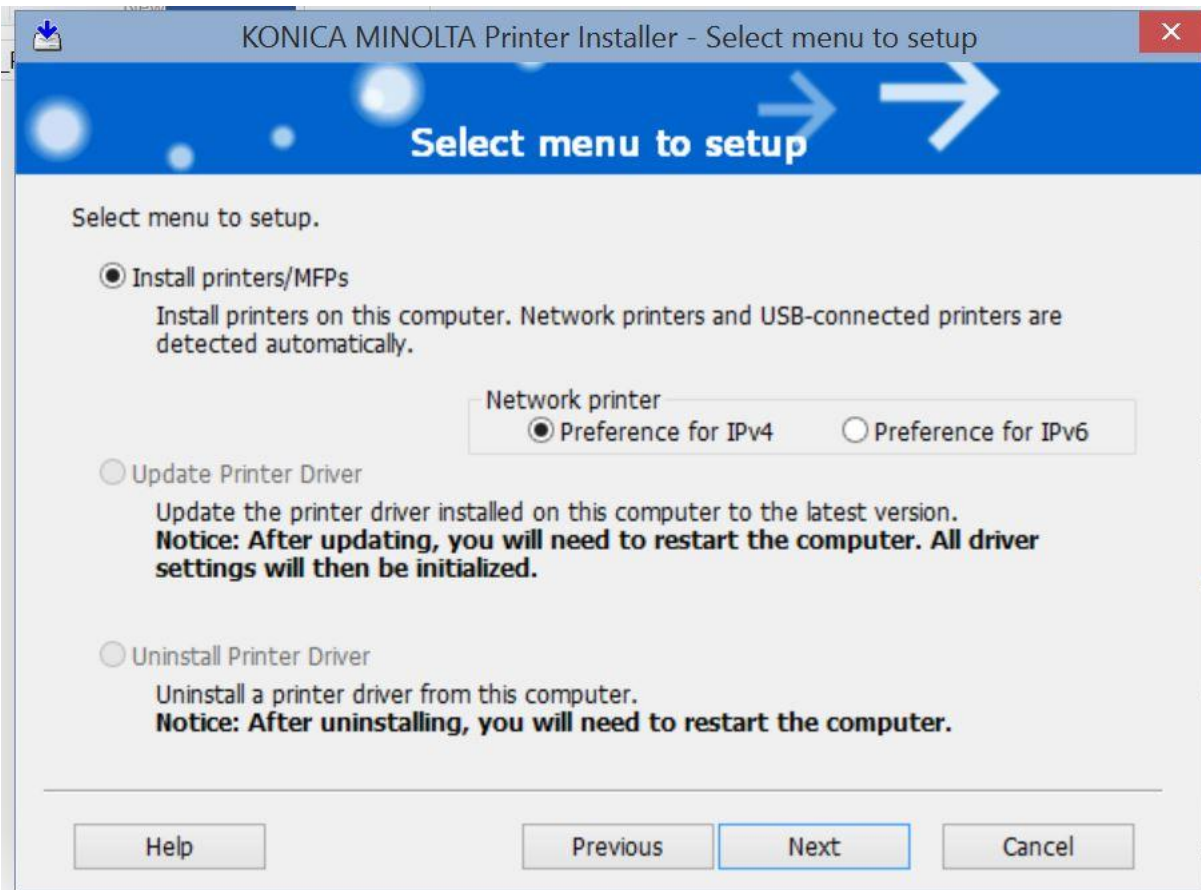 New
KONICA MINOLTA Printer Installer - Select menu to setup
Select menu to setup
Select menu to setup.
Install printers/MFPs
Install printers on this computer. Network printers and USB-connected printers are
detected automatically.
Network printer
Preference for IPv4 Preference for IPv6
Update Printer Driver
Update the printer driver installed on this computer to the latest version.
Notice: After updating, you will need to restart the computer. All driver
settings will then be initialized.
Uninstall Printer Driver
Uninstall a printer driver from this computer.
Notice: After uninstalling, you will need to restart the computer.
Help Previous Next Cancel